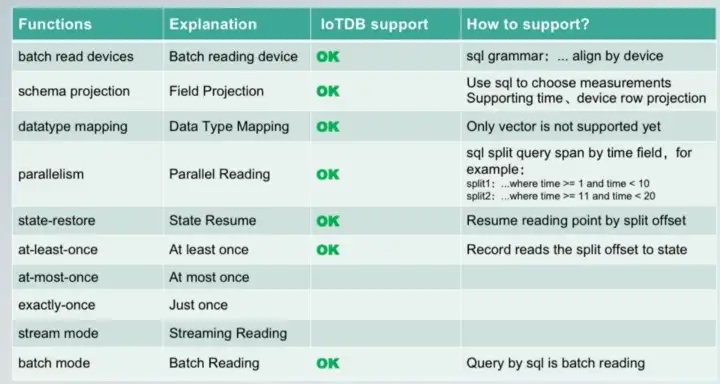 Functions Explanation IoTDB support How to support?
batch read devices Batch reading device OK sql grammar；... align by device
schema projection Field Projection OK Use sql to choose measurements
Supporting time、device row projection
datatype mapping Data Type Mapping OK Only vector is not supported yet
parallelism Parallel Reading OK sql split query span by time field，for
example；
split1；...where time >= 1 and time < 10
split2；...where time >= 11 and time < 20
state-restore State Resume OK Resume reading point by split offset
at-least-once At least once OK Record reads the split offset to state
at-most-once At most once
exactly-once Just once
stream mode Streaming Reading
batch mode Batch Reading OK Query by sql is batch reading